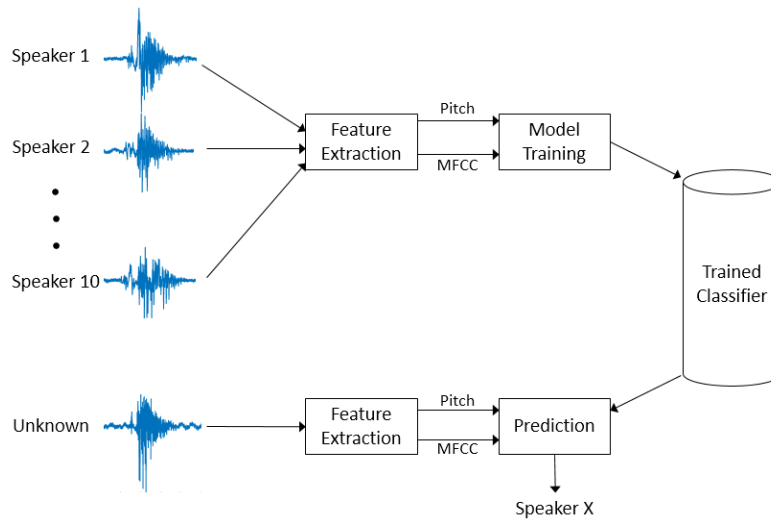 Speaker 1
Speaker 2
Speaker 10
Feature
Extraction
Pitch
MFCC
Model
Training
Trained
Classifier
Unknown
Feature
Extraction
Pitch
MFCC
Prediction
Speaker X